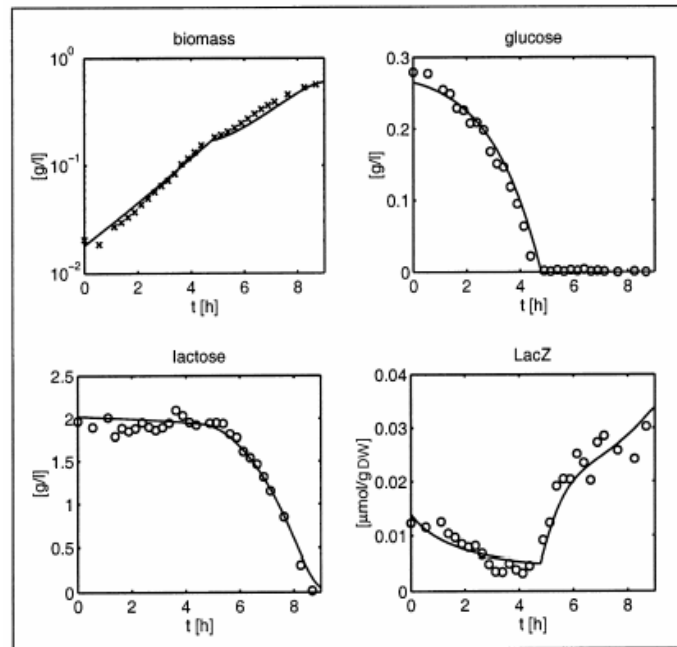 biomass
10⁰
10⁻¹
10⁻²
[g/l]
0 2 4 6 8
t [h]
glucose
0.3
0.2
0.1
0
[g/l]
0 2 4 6 8
t [h]
lactose
2.5
2
1.5
1
0.5
0
[g/l]
0 2 4 6 8
t [h]
LacZ
0.04
0.03
0.02
0.01
0
[µmol/g DW]
0 2 4 6 8
t [h]